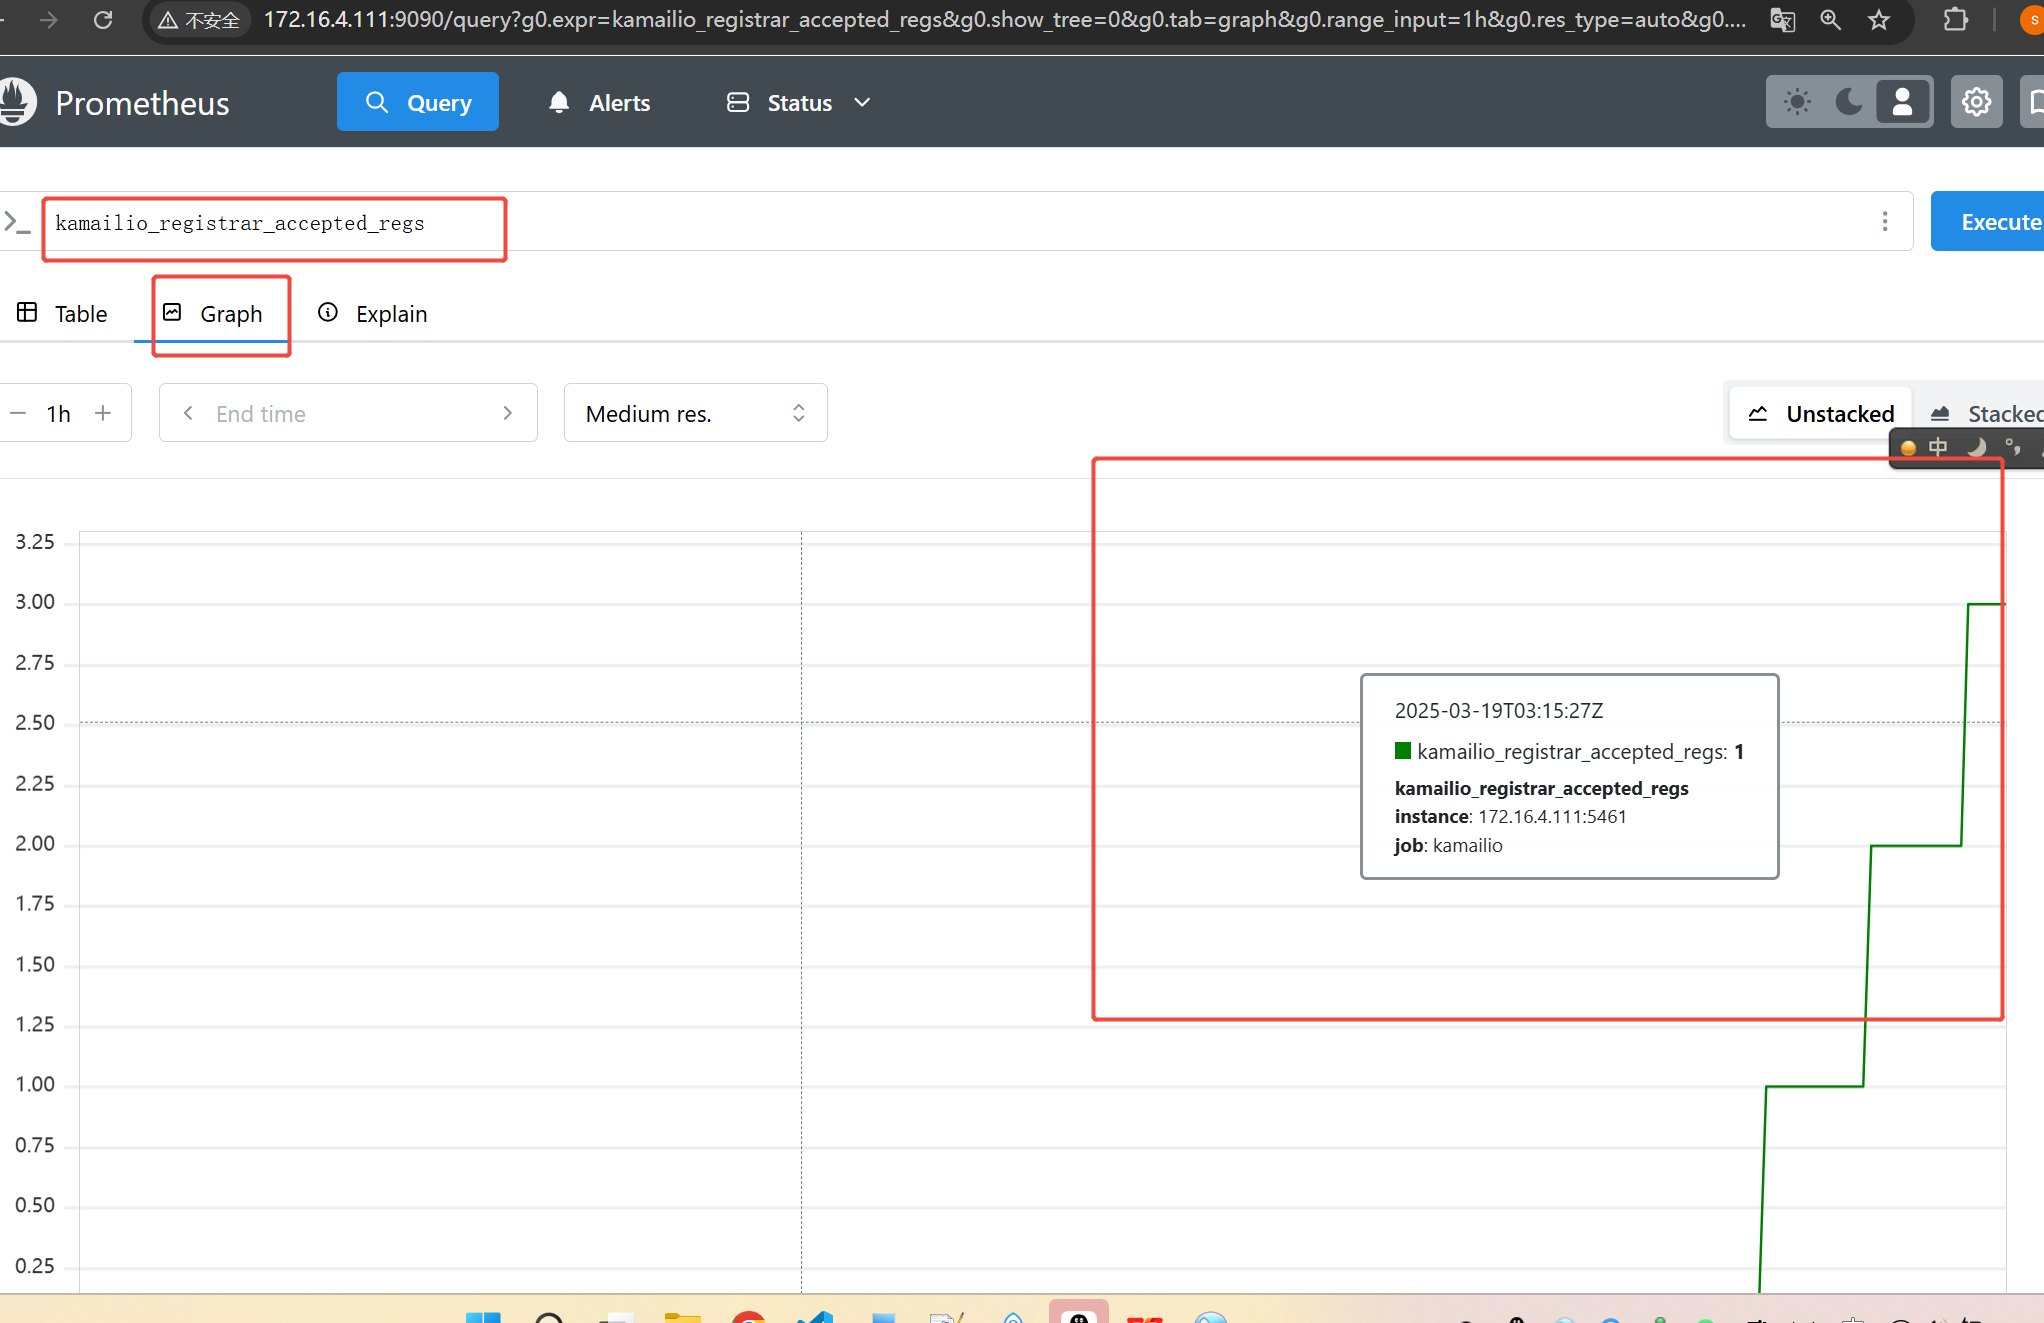 不安全 172.16.4.111:9090/query?g0.expr=kamailio_registrar_accepted_regs&g0.show_tree=0&g0.tab=graph&g0.range_input=1h&g0.res_type=auto&g0....
Prometheus Query Alerts Status
kamailio_registrar_accepted_regs
Execute
Table Graph Explain
1h End time Medium res. Unstacked Stacked
中
3.25
3.00
2.75
2.50
2.25
2.00
1.75
1.50
1.25
1.00
0.75
0.50
0.25
2025-03-19T03:15:27Z
kamailio_registrar_accepted_regs: 1
kamailio_registrar_accepted_regs
instance: 172.16.4.111:5461
job: kamailio